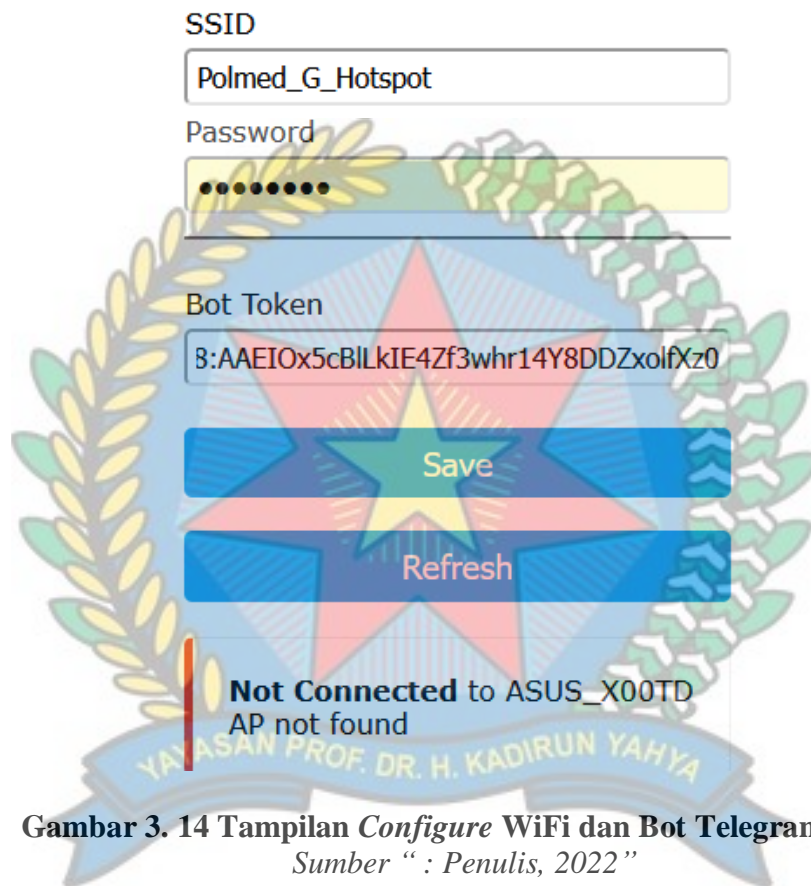 SSID
Polmed_G_Hotspot
Password
••••••••
Bot Token
B:AAEIOx5cBlLkIE4Zf3whr14Y8DDZxolfXz0
Save
Refresh
Not Connected to ASUS_X00TD
AP not found
YAYASAN PROF. DR. H. KADIRUN YAHYA
Gambar 3. 14 Tampilan Configure WiFi dan Bot Telegram
Sumber “ : Penulis, 2022”